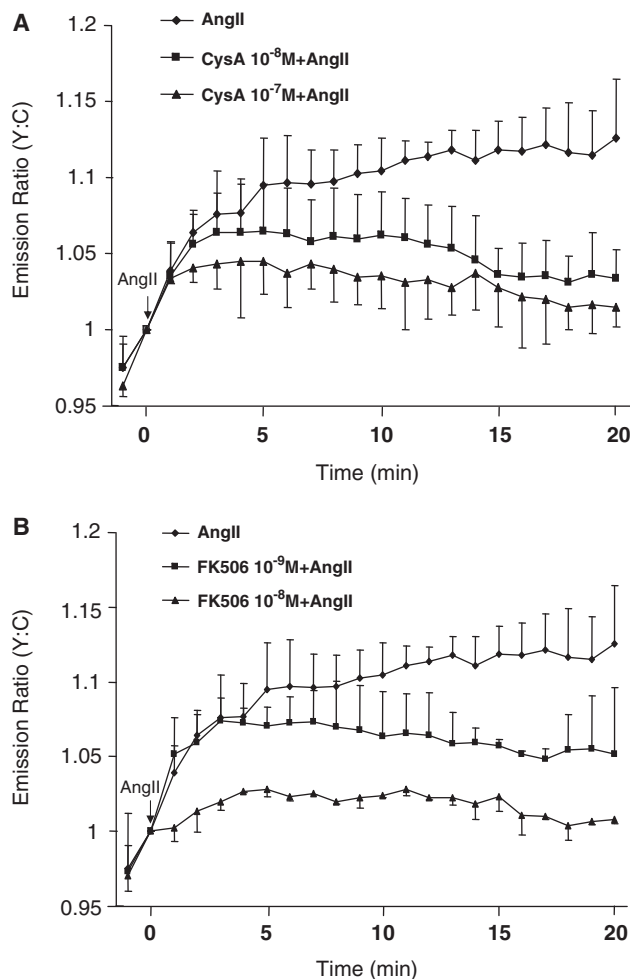 A
AngII
CysA 10⁻⁸M+AngII
CysA 10⁻⁷M+AngII
1.2
1.15
1.1
1.05
1
0.95
Emission Ratio (Y:C)
AngII
0 5 10 15 20
Time (min)
B
AngII
FK506 10⁻⁹M+AngII
FK506 10⁻⁸M+AngII
1.2
1.15
1.1
1.05
1
0.95
Emission Ratio (Y:C)
AngII
0 5 10 15 20
Time (min)